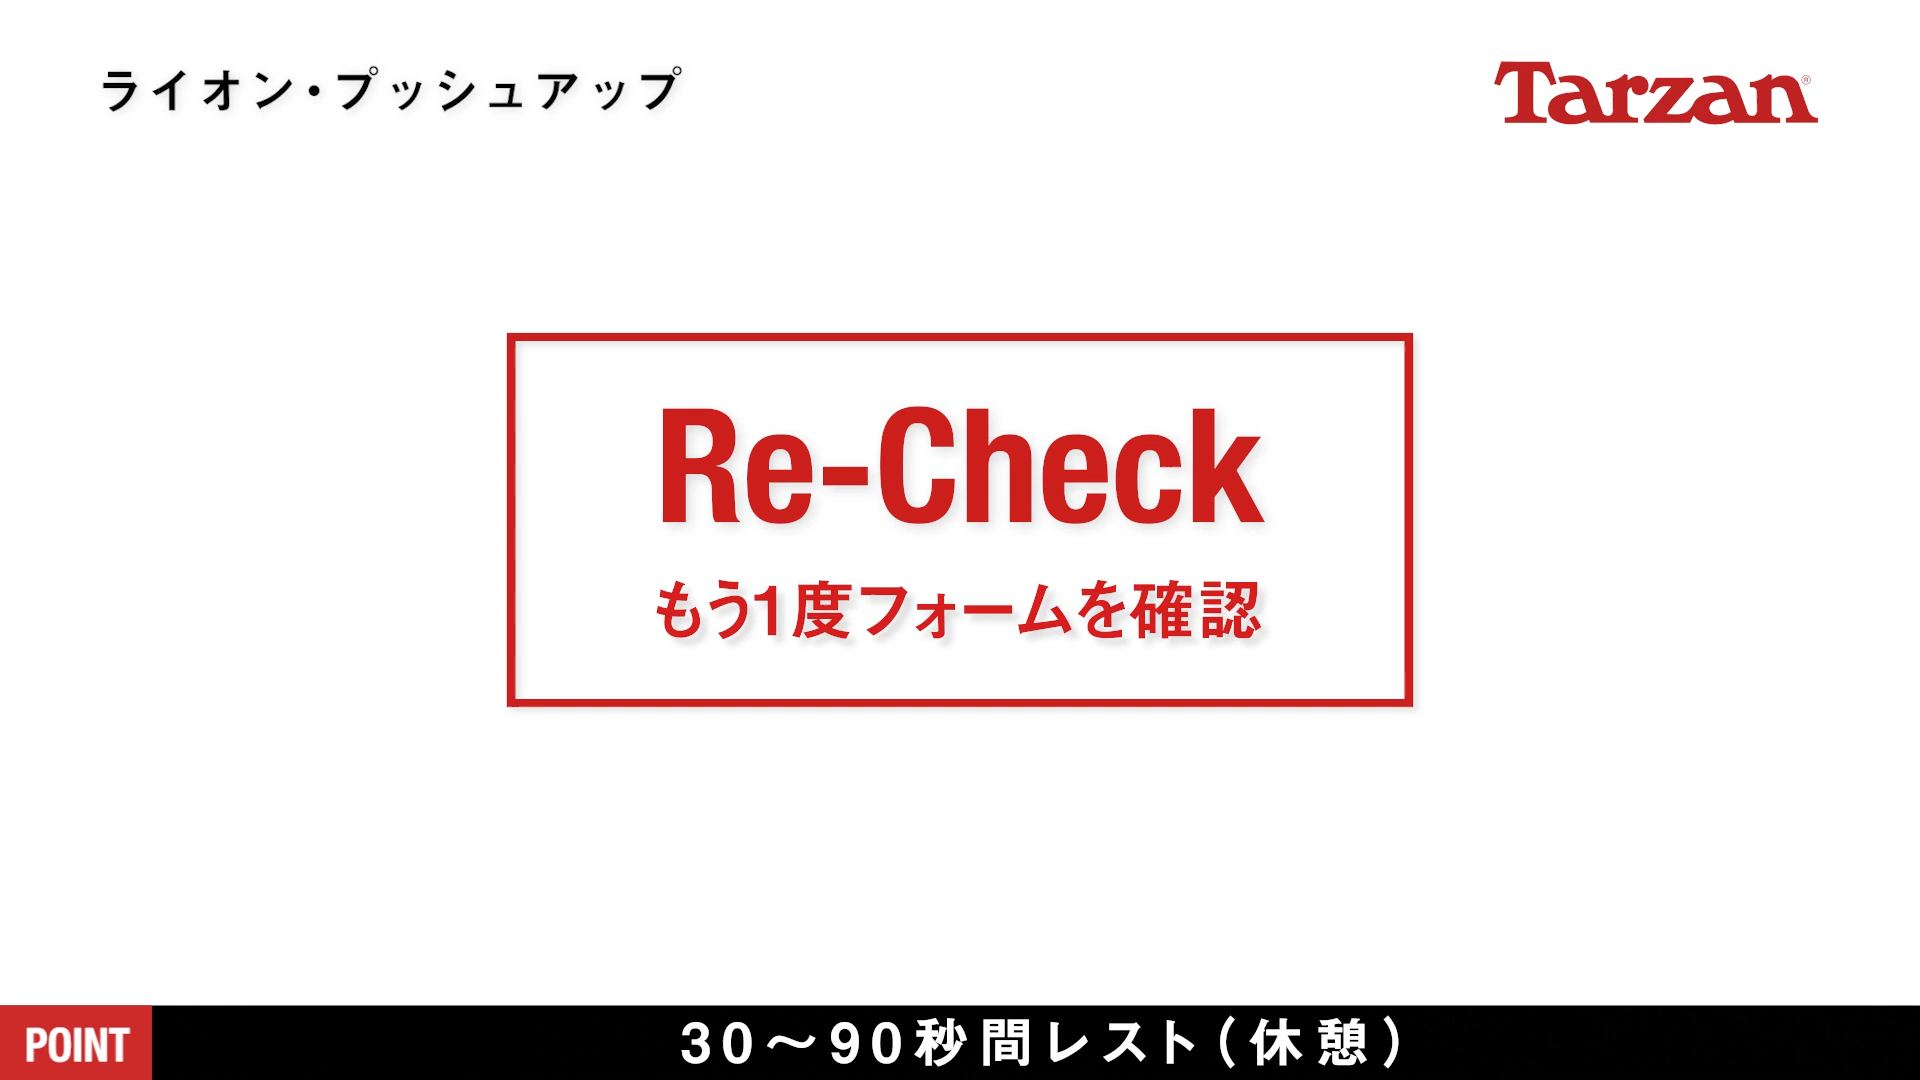 ライオン・プッシュアップ
Tarzan®
Re-Check
もう1度フォームを確認
POINT
30〜90秒間レスト(休憩)